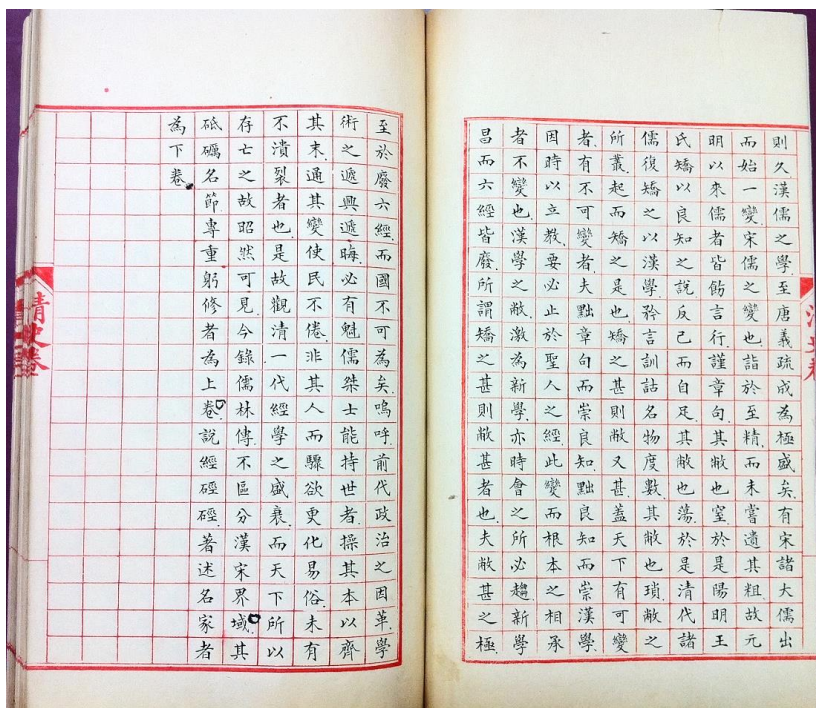 則久漢儒之學至唐義疏成為極盛矣有宋諸大儒出
而始一變宋儒之變也詣於至精而未嘗遺其粗故元
明以來儒者皆飭言行謹章句其敝也窒於是陽明王
氏矯以良知之說反己而自足其敝也蕩於是清代諸
儒復矯之以漢學矜言訓詁名物度數其敝也瑣敝之
所叢起而矯之是也矯之甚則敝又甚蓋天下有可變
者有不可變者夫黜章句而崇良知黜良知而崇漢學
因時以立教要必止於聖人之經此變而根本之相承
者不變也漢學之敝激為新學亦時會之所必趨新學
昌而六經皆廢所謂矯之甚則敝甚者也夫敝甚之極
至於廢六經而國不可為矣嗚呼前代政治之因革學
術之遞興遞晦必有魁儒桀士能持世者操其本以齊
其末通其變使民不倦非其人而驟欲更化易俗未有
不潰裂者也是故觀清一代經學之盛衰而天下所以
存亡之故昭然可見今錄儒林傳不區分漢宋界域其
砥礪名節專重躬修者為上卷說經硜硜著述名家者
為下卷
清史卷